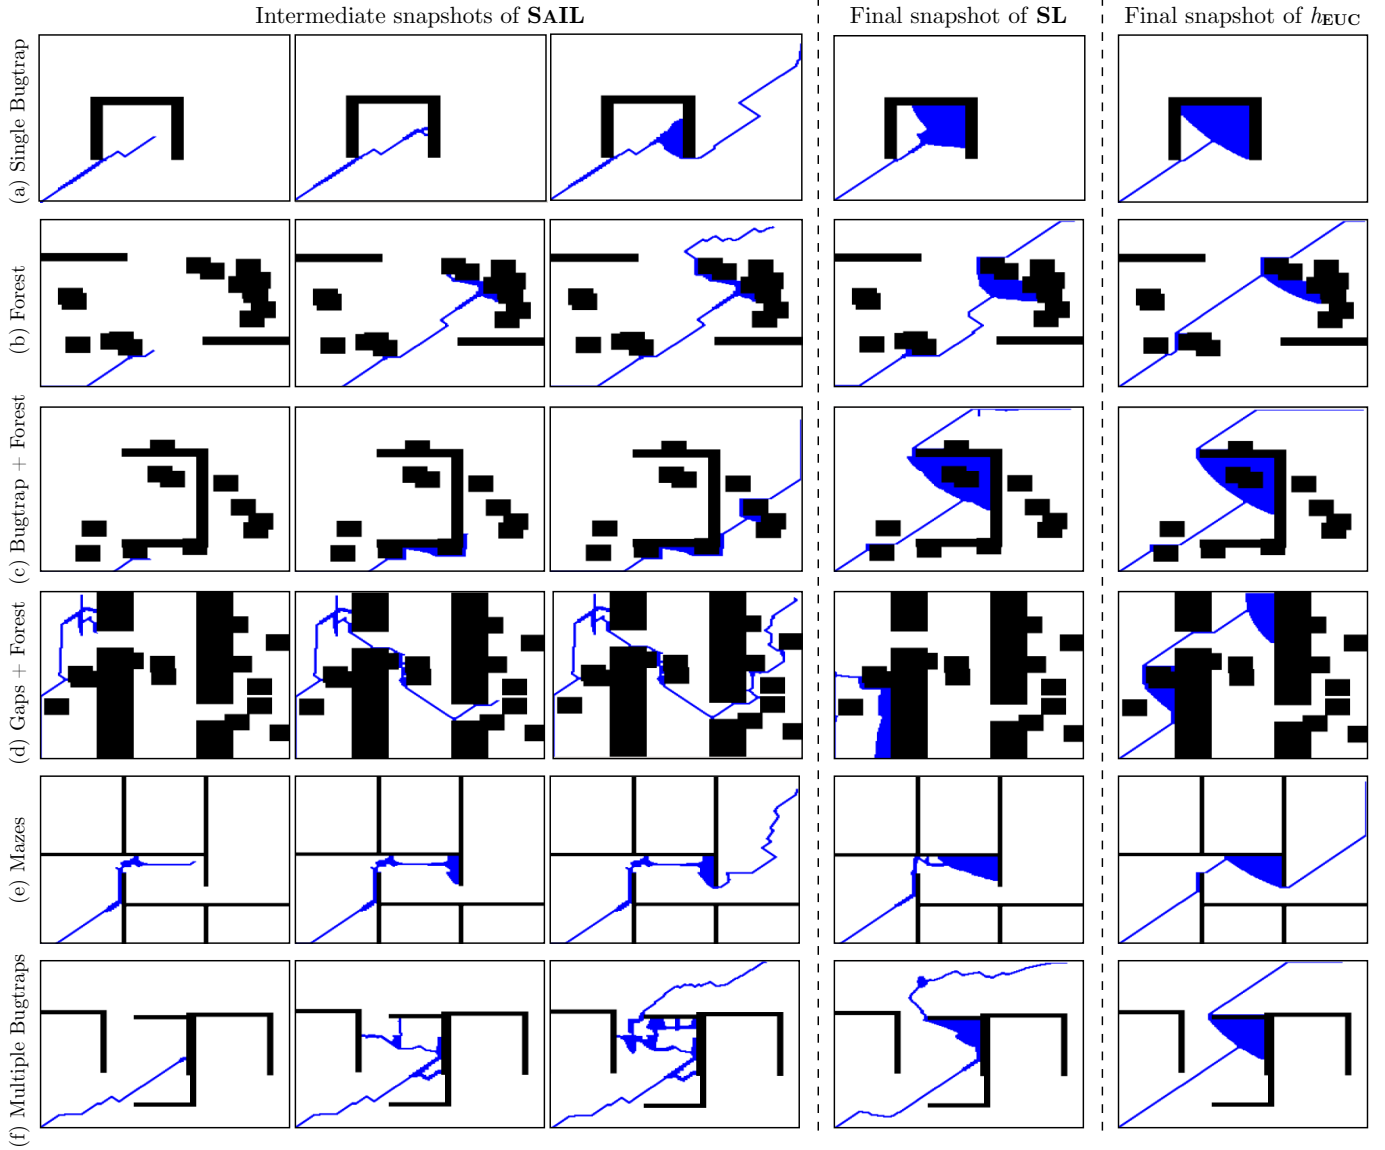 Intermediate snapshots of SAIL
Final snapshot of SL
Final snapshot of hEUC
(a) Single Bugtrap
(b) Forest
(c) Bugtrap + Forest
(d) Gaps + Forest
(e) Mazes
(f) Multiple Bugtraps